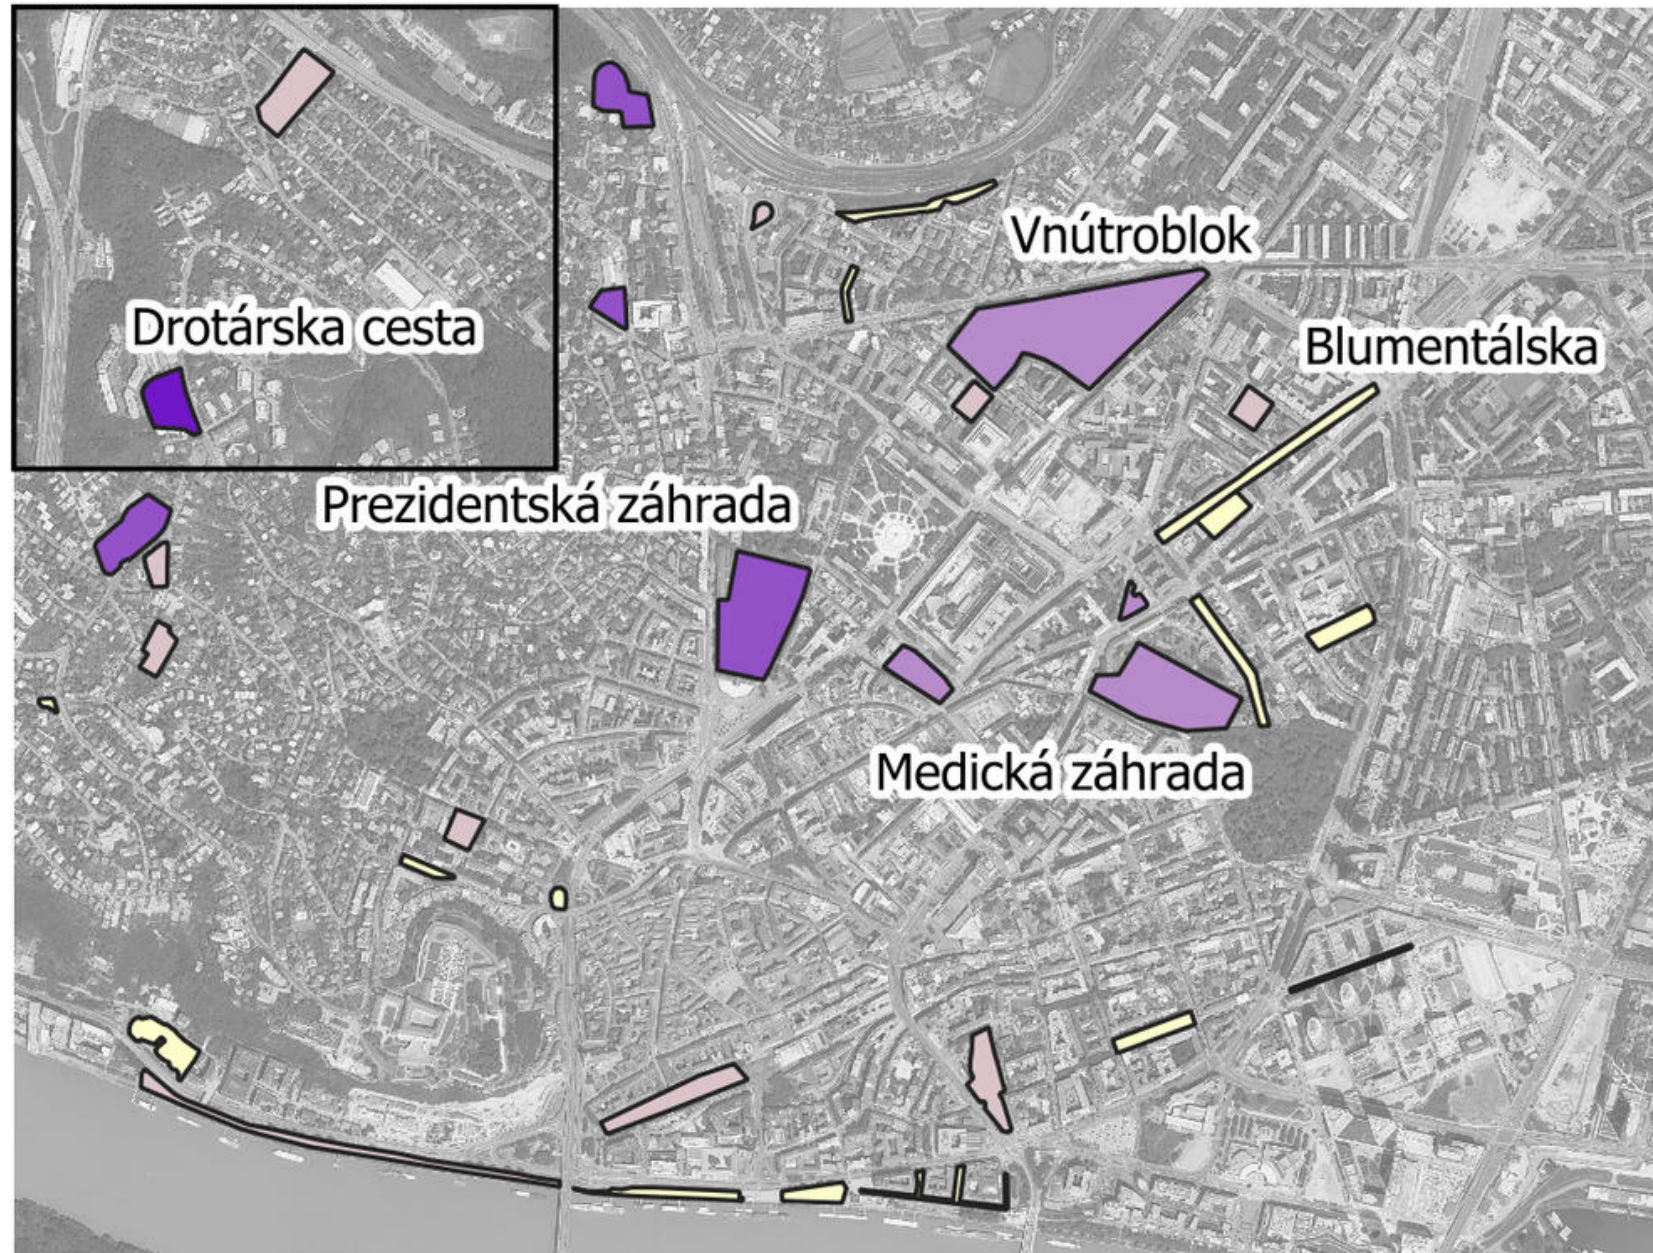 Vnútroblok
Drotárska cesta
Blumentálska
Prezidentská záhrada
Medická záhrada